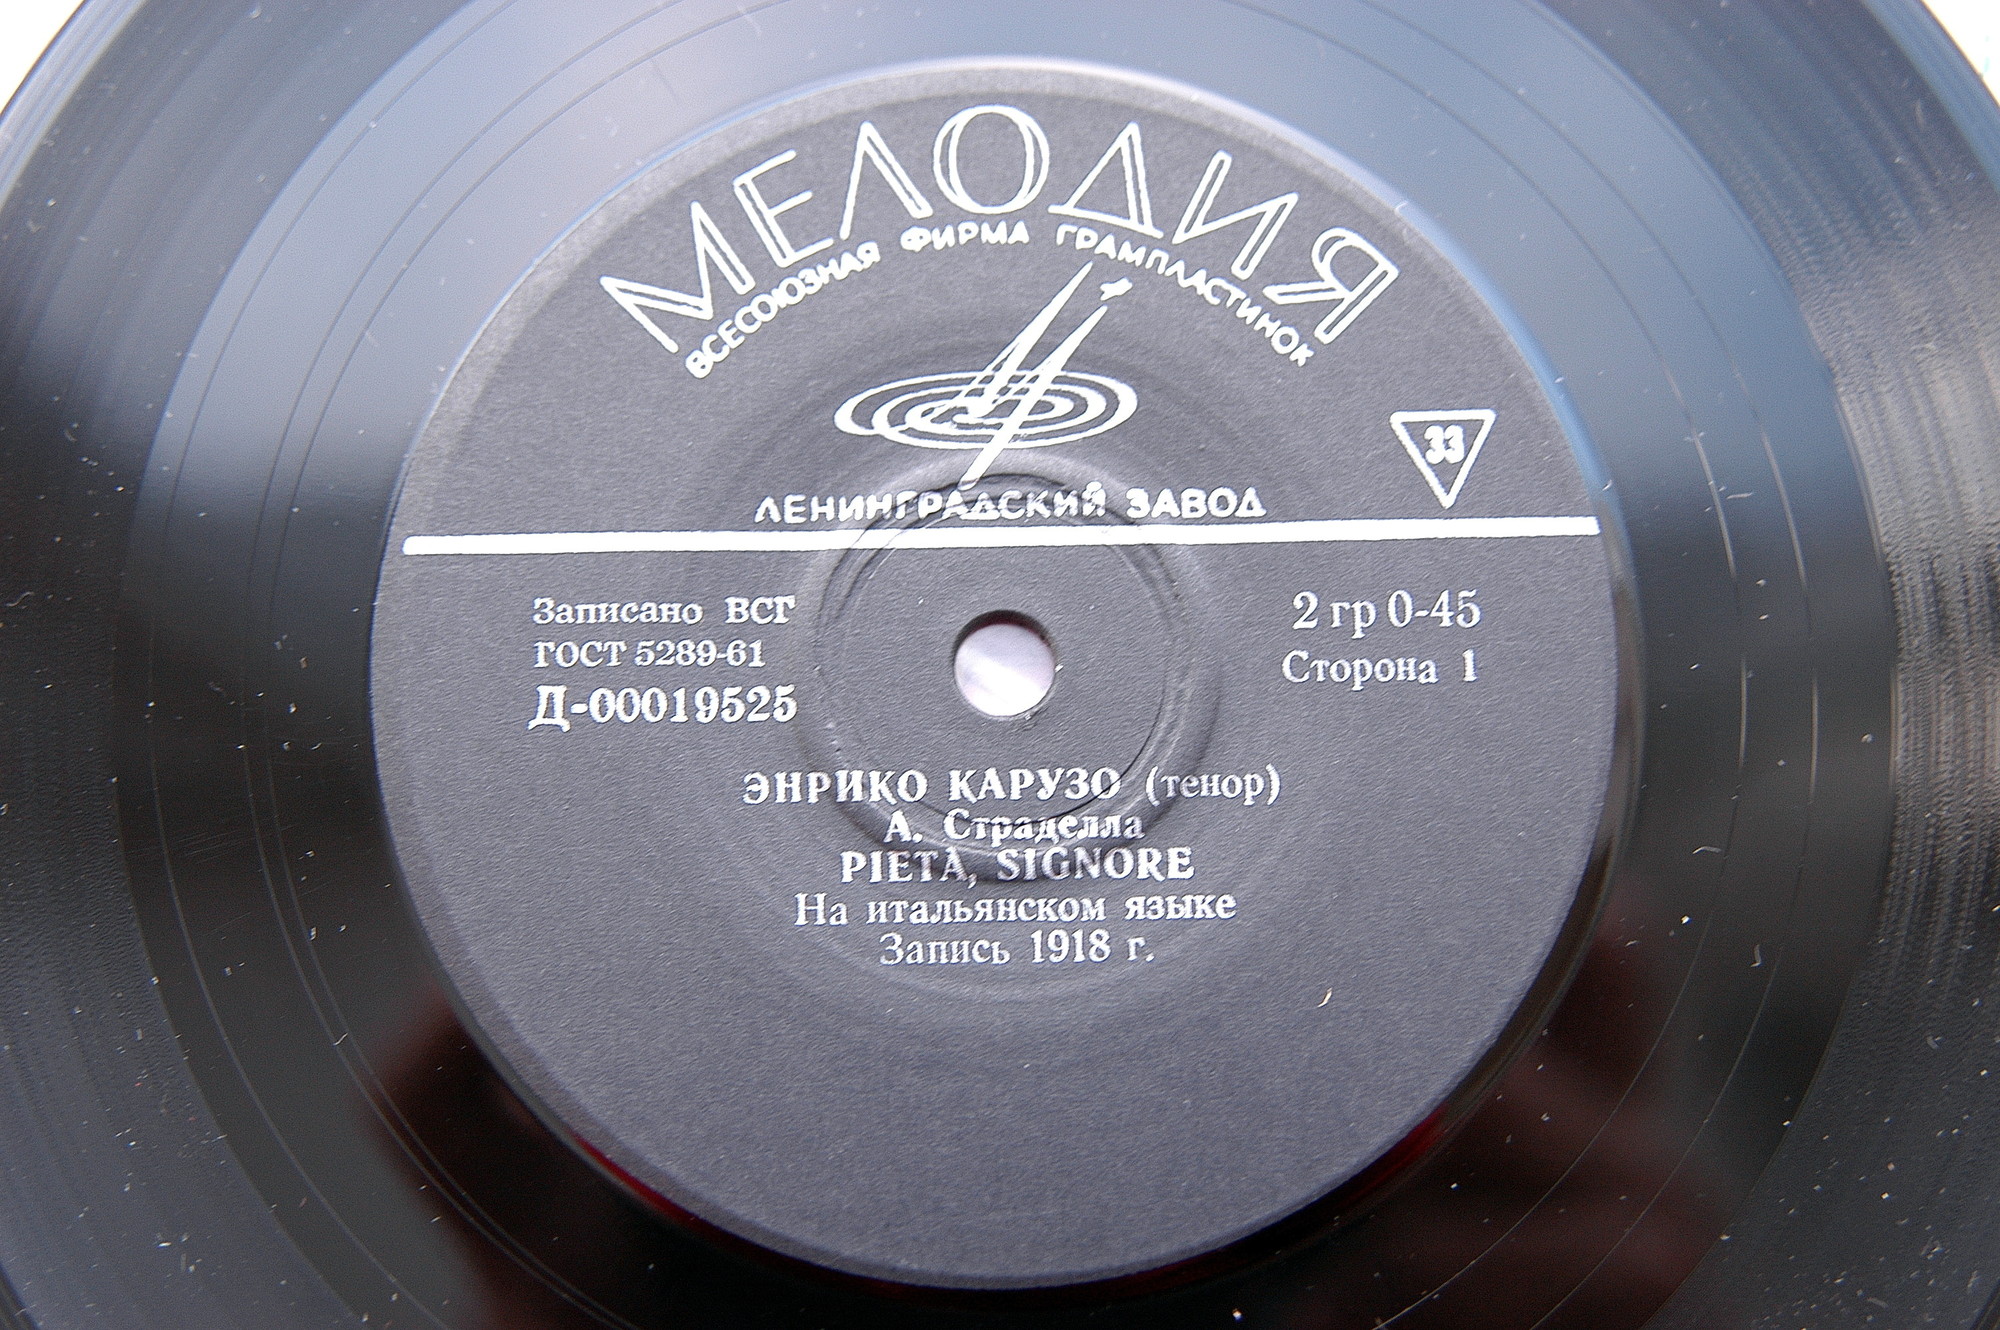 МЕЛОДИЯ
ВСЕСОЮЗНАЯ ФИРМА ГРАМПЛАСТИНОК
33
ЛЕНИНГРАДСКИЙ ЗАВОД
Записано ВСГ
ГОСТ 5289-61
Д-00019525
2 гр 0-45
Сторона 1
ЭНРИКО КАРУЗО (тенор)
А. Страделла
PIETÀ, SIGNORE
На итальянском языке
Запись 1918 г.